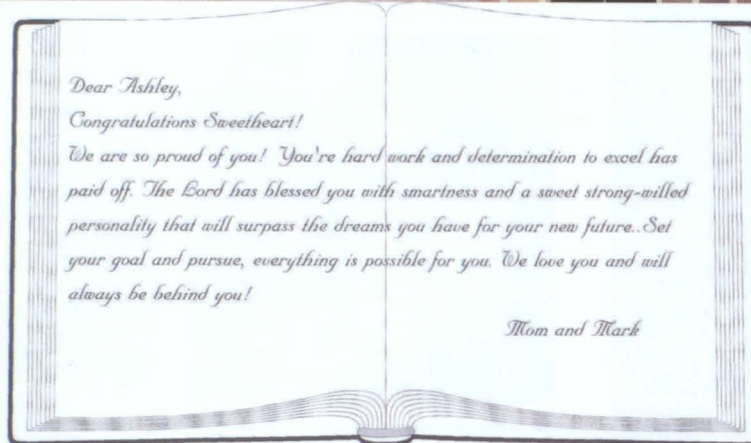 Dear Ashley,
Congratulations Sweetheart!
We are so proud of you! You're hard work and determination to excel has
paid off. The Lord has blessed you with smartness and a sweet strong-willed
personality that will surpass the dreams you have for your new future..Set
your goal and pursue, everything is possible for you. We love you and will
always be behind you!
Mom and Mark